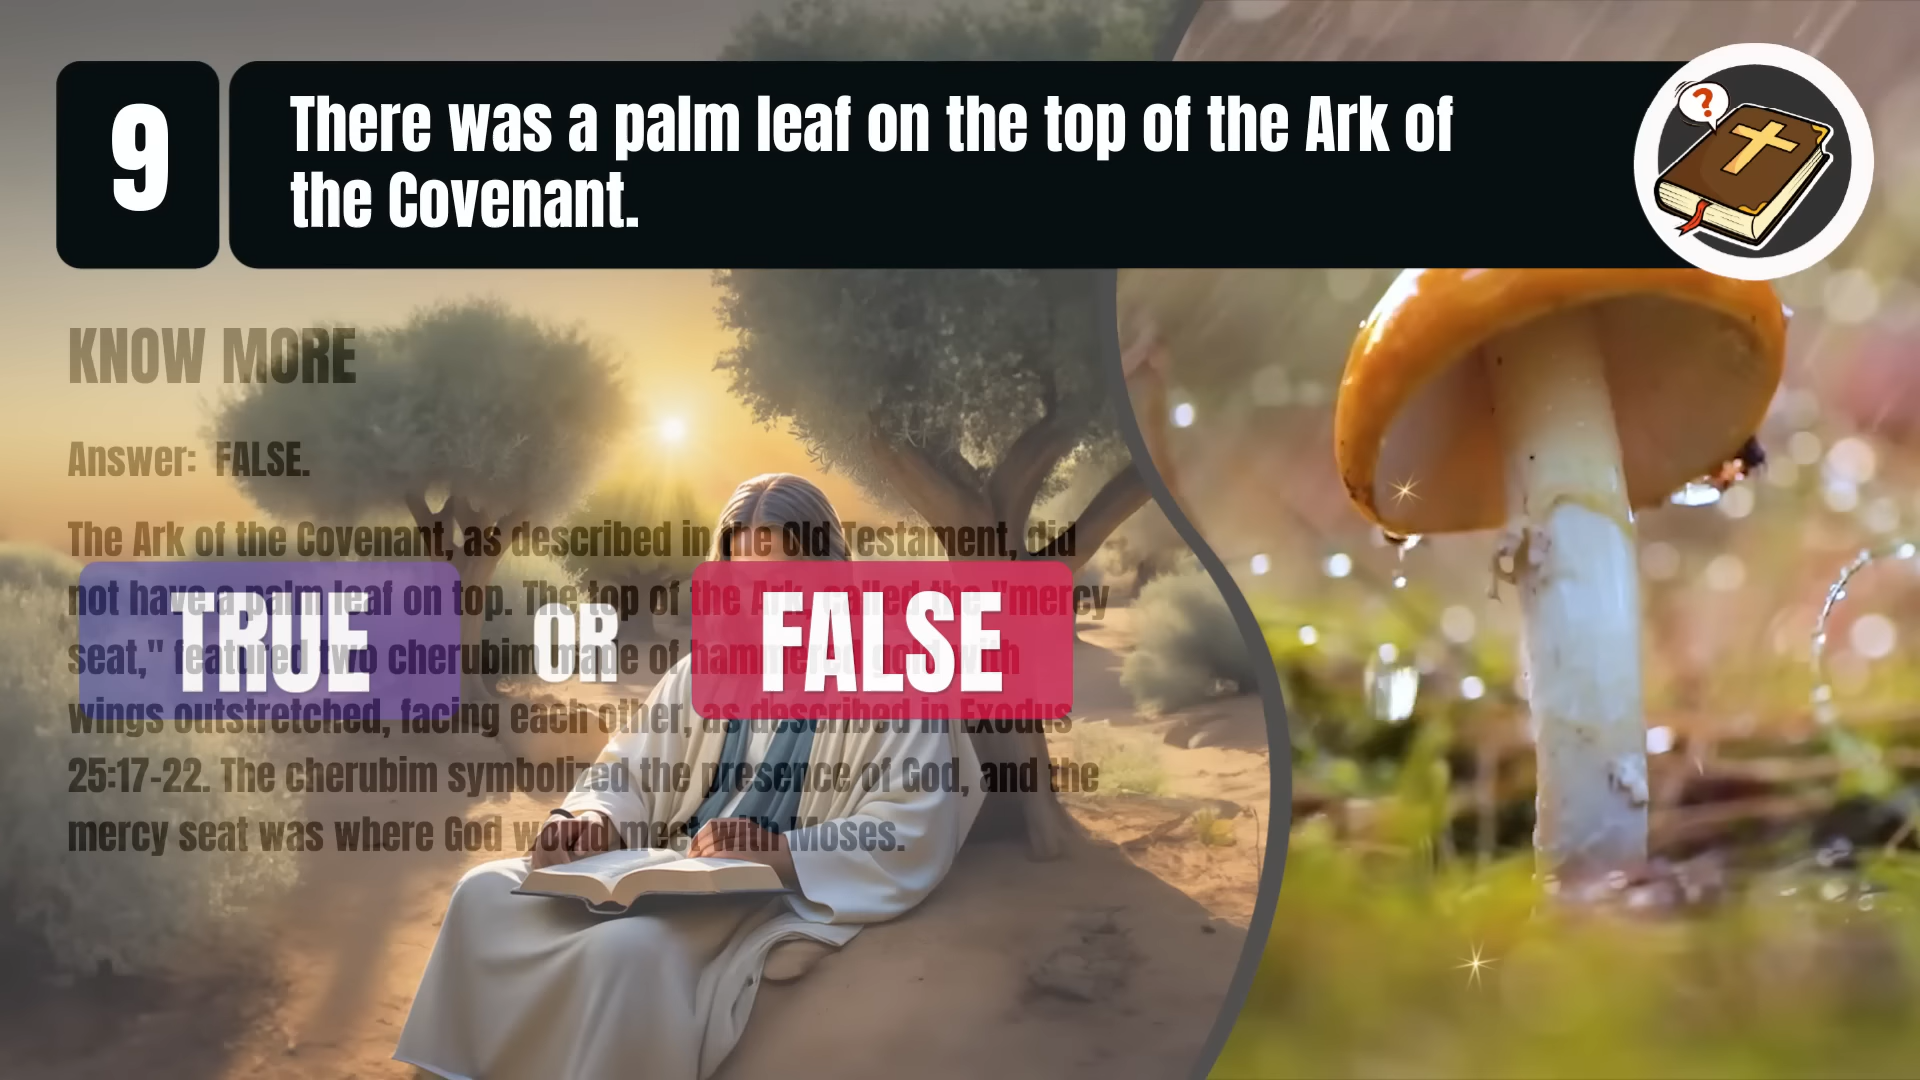 9
There was a palm leaf on the top of the Ark of
the Covenant.
?
KNOW MORE
Answer: FALSE.
The Ark of the Covenant, as described in the Old Testament, did
not have a palm leaf on top. The top of the Ark, called the "mercy
seat," featured two cherubim made of hammered gold with
TRUE OR FALSE
wings outstretched, facing each other, as described in Exodus
25:17-22. The cherubim symbolized the presence of God, and the
mercy seat was where God would meet with Moses.